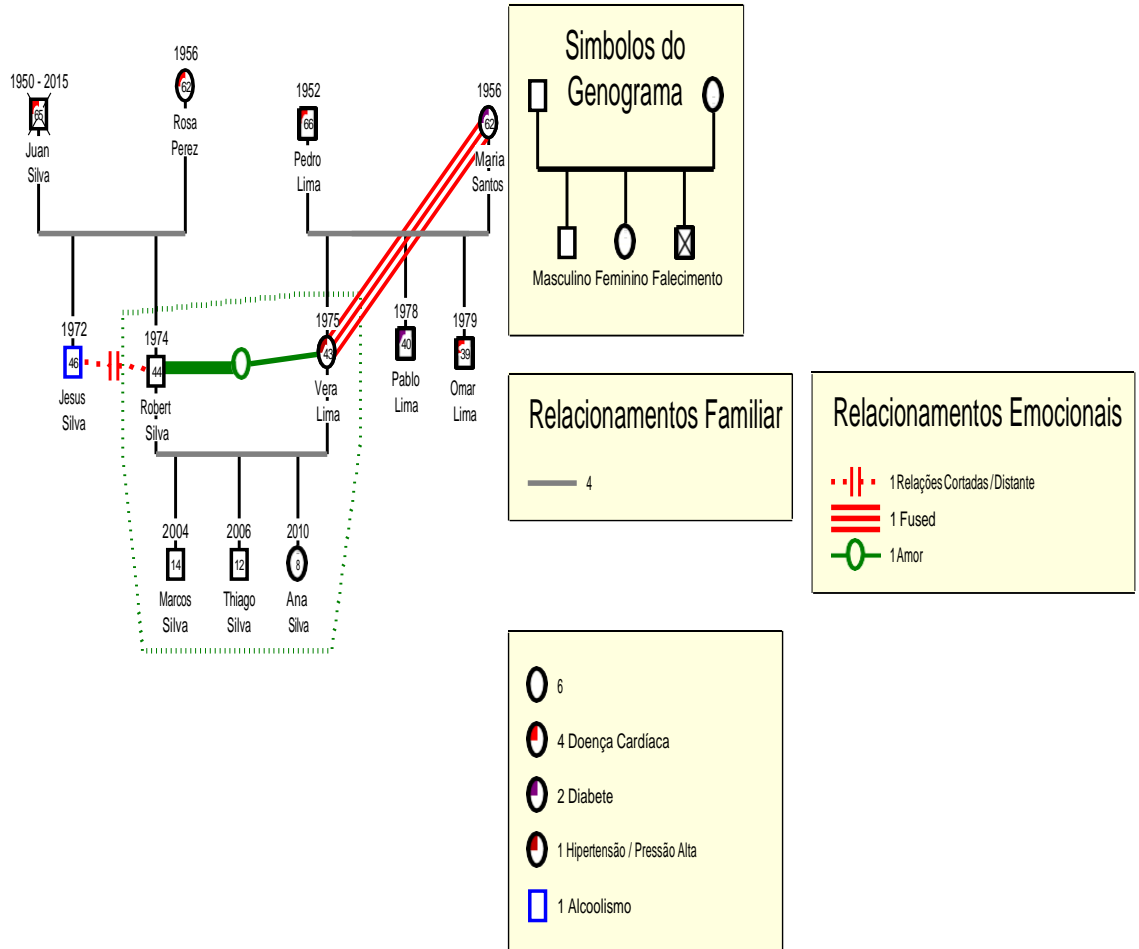 1950 - 2015
65
Juan
Silva
1956
62
Rosa
Perez
1952
66
Pedro
Lima
1956
62
Maria
Santos
1972
46
Jesus
Silva
1974
44
Robert
Silva
1975
43
Vera
Lima
1978
40
Pablo
Lima
1979
39
Omar
Lima
2004
14
Marcos
Silva
2006
12
Thiago
Silva
2010
8
Ana
Silva
Simbolos do
Genograma
Masculino Feminino Falecimento
Relacionamentos Familiar
4
Relacionamentos Emocionais
1 Relações Cortadas / Distante
1 Fused
1 Amor
6
4 Doença Cardíaca
2 Diabete
1 Hipertensão / Pressão Alta
1 Alcoolismo